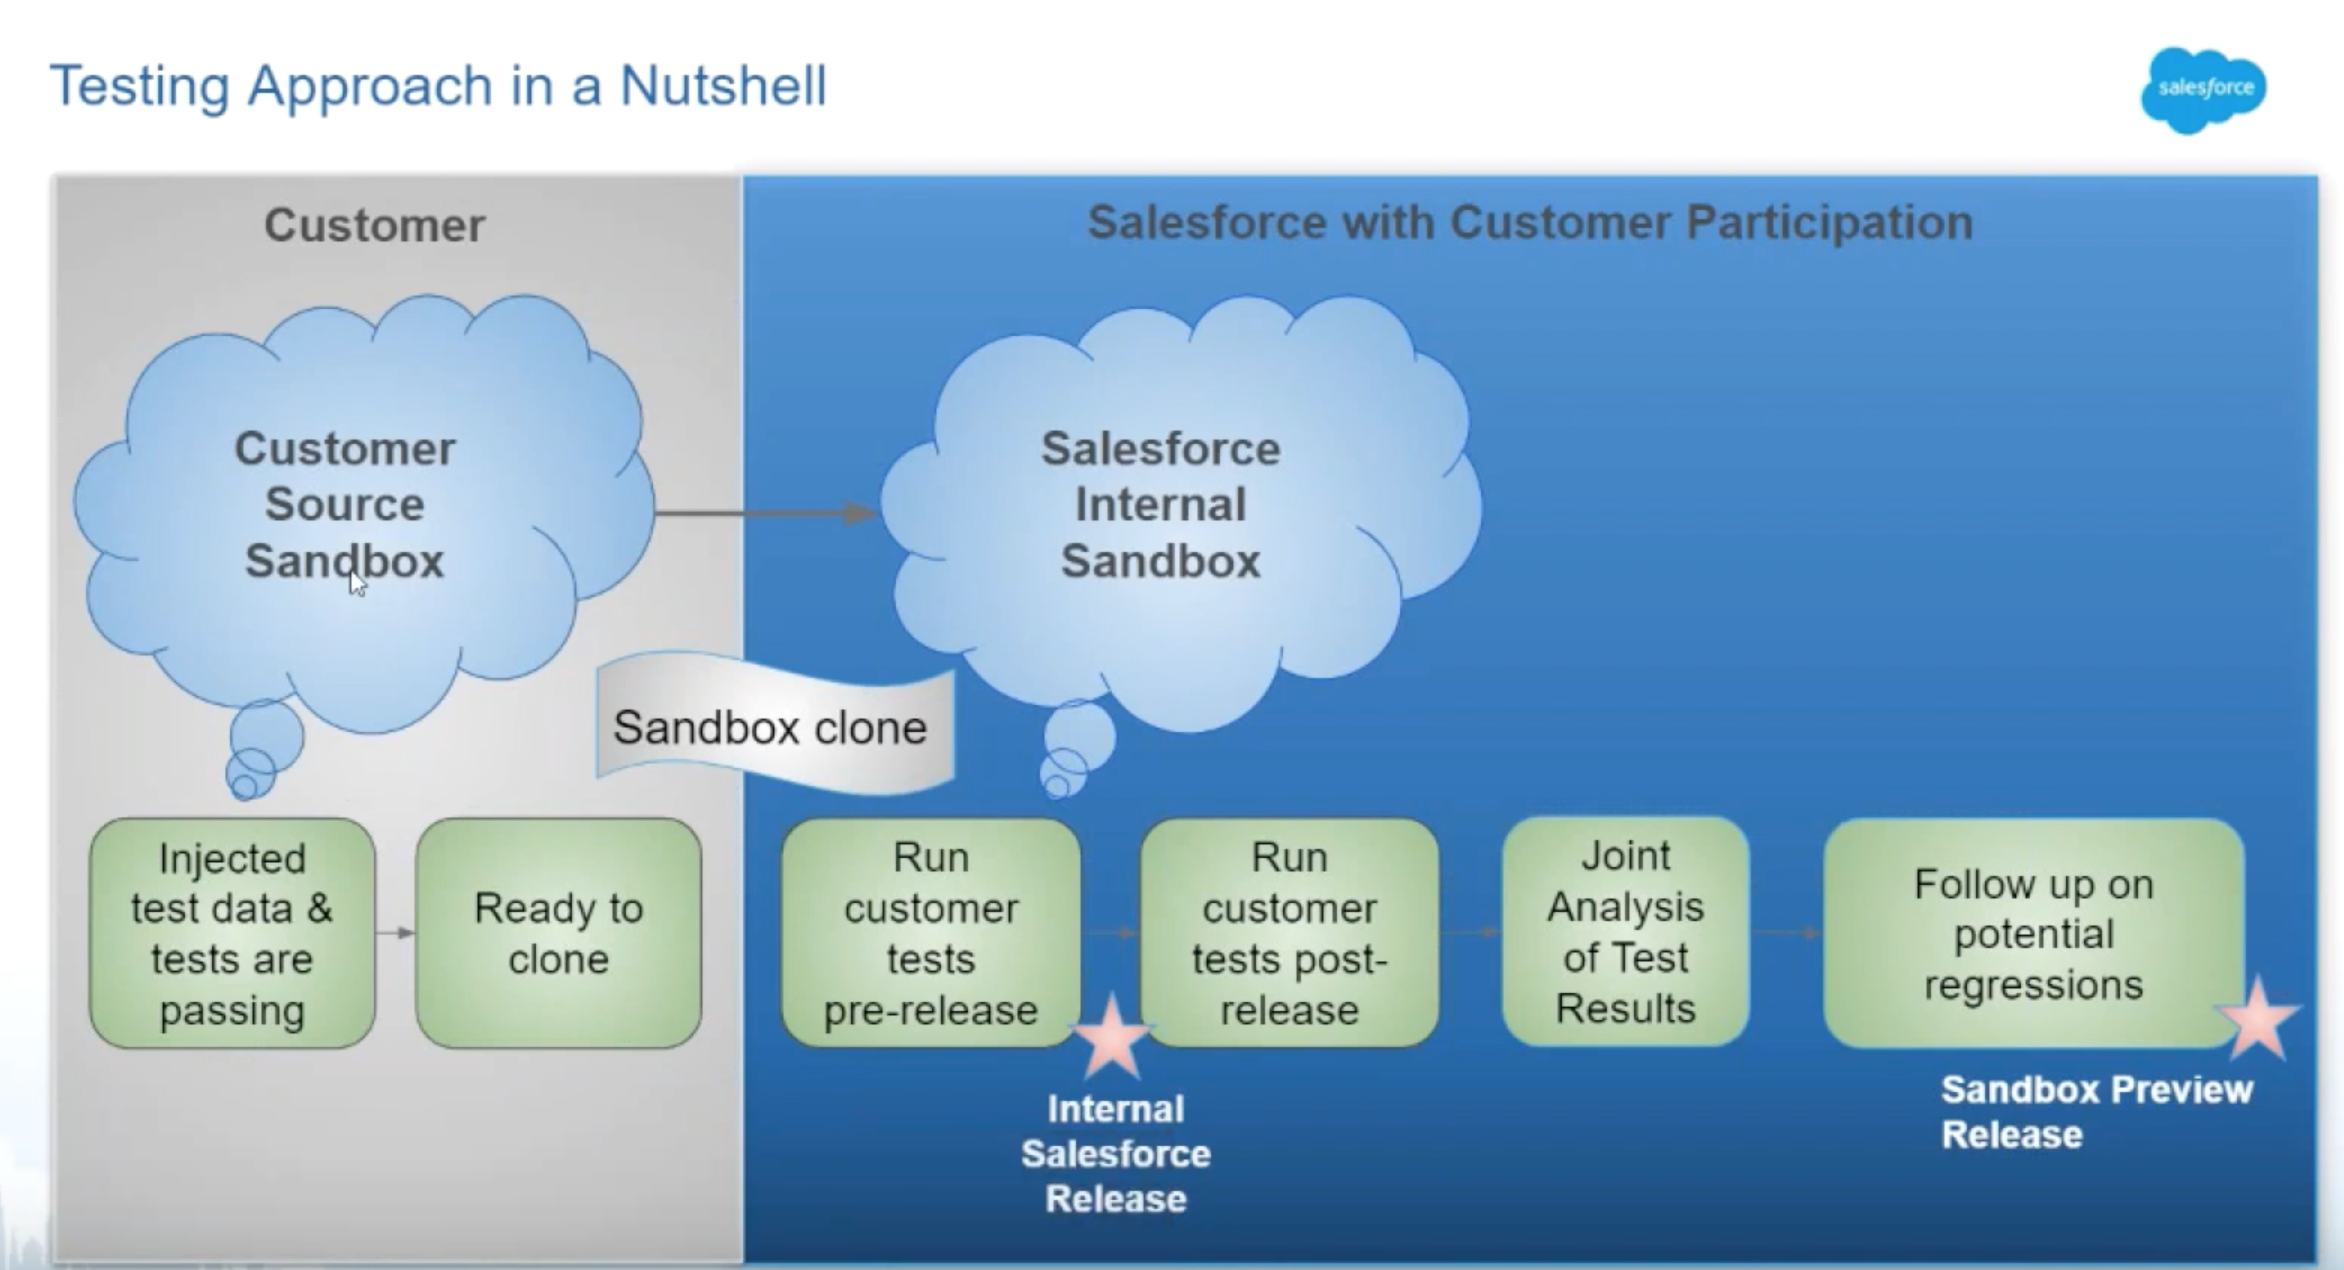 Testing Approach in a Nutshell
salesforce
Customer
Salesforce with Customer Participation
Customer
Source
Sandbox
Salesforce
Internal
Sandbox
Sandbox clone
Injected
test data &
tests are
passing
Ready to
clone
Run
customer
tests
pre-release
Run
customer
tests post-
release
Joint
Analysis
of Test
Results
Follow up on
potential
regressions
Internal
Salesforce
Release
Sandbox Preview
Release